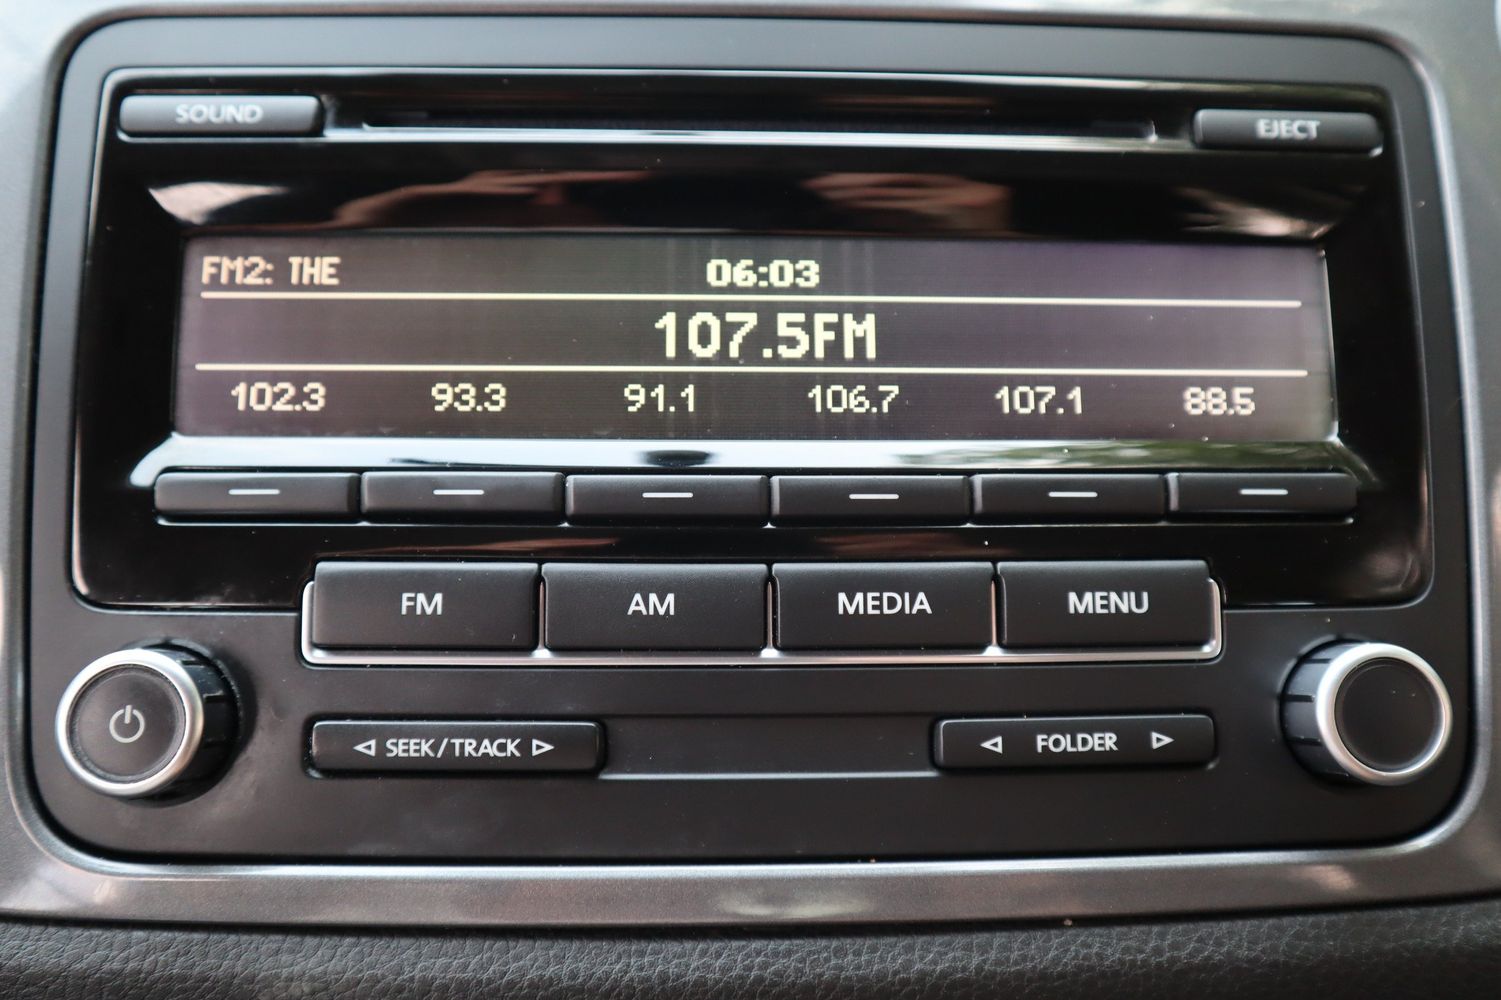 SOUND EJECT
FM2: THE 06:03
107.5FM
102.3 93.3 91.1 106.7 107.1 88.5
FM AM MEDIA MENU
SEEK/TRACK FOLDER